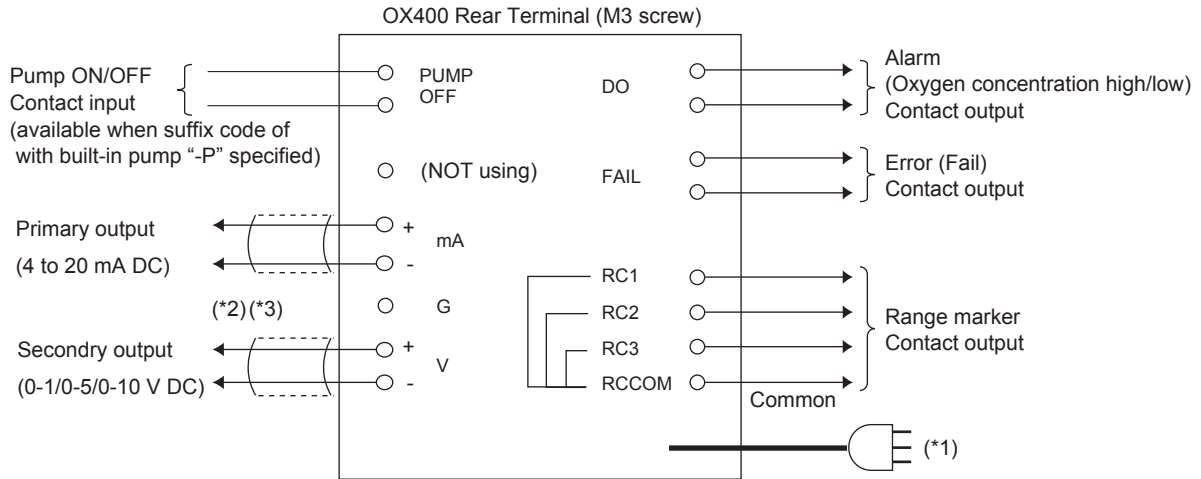 OX400 Rear Terminal (M3 screw)
Pump ON/OFF
Contact input
(available when suffix code of
with built-in pump “-P” specified)
PUMP
OFF
(NOT using)
Primary output
(4 to 20 mA DC)
+
mA
-
(*2)(*3)
G
Secondry output
(0-1/0-5/0-10 V DC)
+
V
-
DO
Alarm
(Oxygen concentration high/low)
Contact output
FAIL
Error (Fail)
Contact output
RC1
RC2
RC3
RCCOM
Range marker
Contact output
Common
(*1)